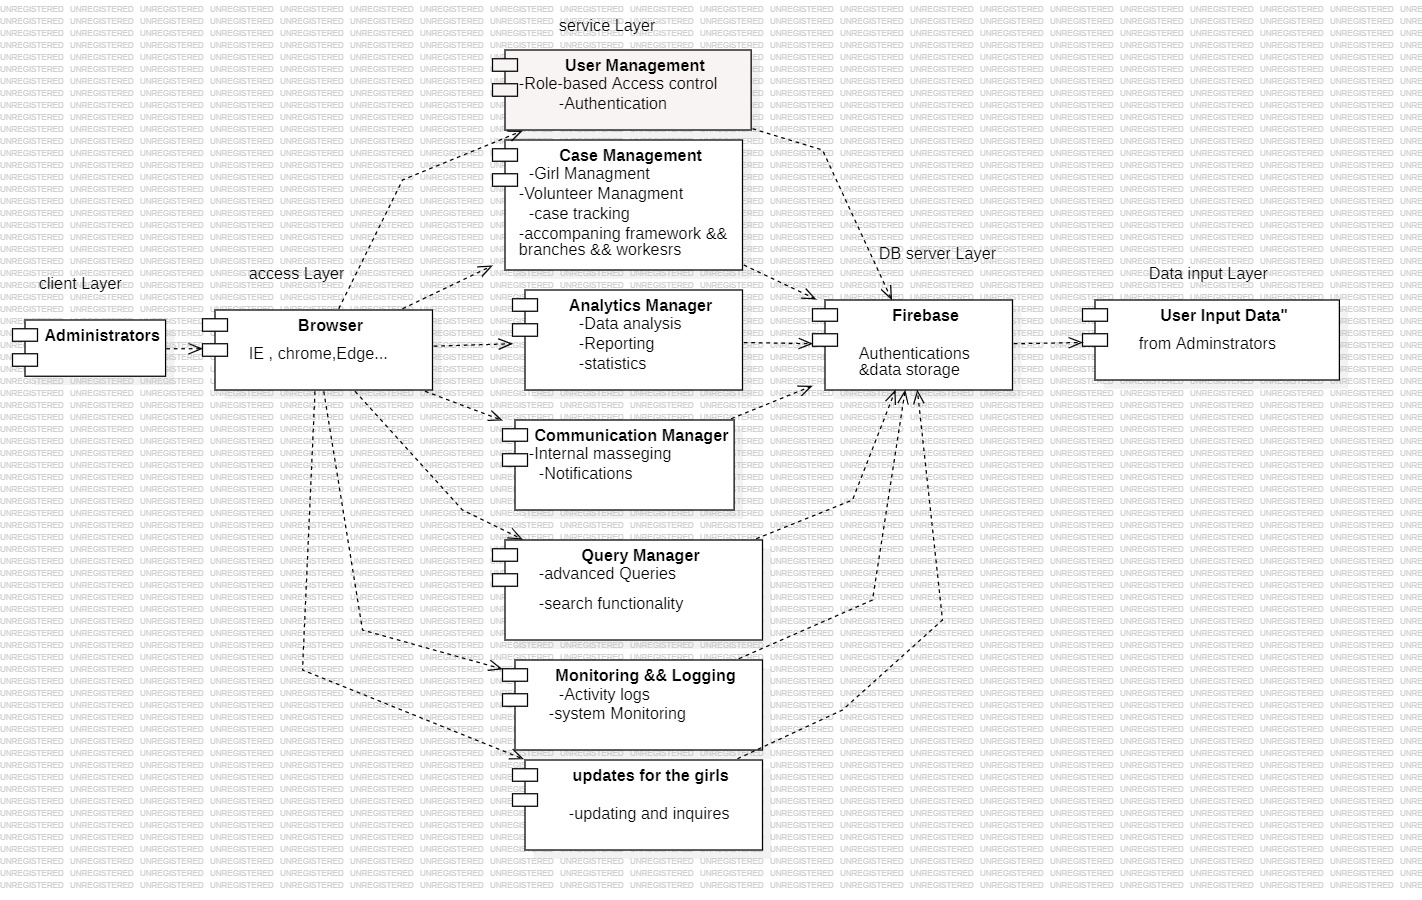 service Layer
User Management
-Role-based Access control
-Authentication
Case Management
-Girl Managment
-Volunteer Managment
-case tracking
-accompaning framework &&
branches && workesrs
client Layer
access Layer
DB server Layer
Data input Layer
Administrators
Browser
IE , chrome,Edge...
Analytics Manager
-Data analysis
-Reporting
-statistics
Firebase
Authentications
&data storage
User Input Data"
from Adminstrators
Communication Manager
-Internal masseging
-Notifications
Query Manager
-advanced Queries
-search functionality
Monitoring && Logging
-Activity logs
-system Monitoring
updates for the girls
-updating and inquires
UNREGISTERED